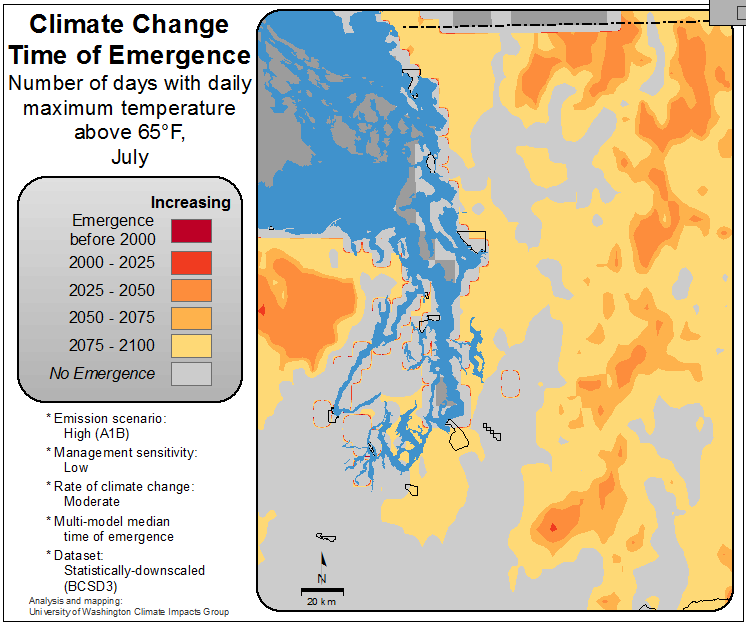 Climate Change
Time of Emergence
Number of days with daily
maximum temperature
above 65°F,
July
Increasing
Emergence
before 2000
2000 - 2025
2025 - 2050
2050 - 2075
2075 - 2100
No Emergence
* Emission scenario:
High (A1B)
* Management sensitivity:
Low
* Rate of climate change:
Moderate
* Multi-model median
time of emergence
* Dataset:
Statistically-downscaled
(BCSD3)
Analysis and mapping:
University of Washington Climate Impacts Group
N
20 km